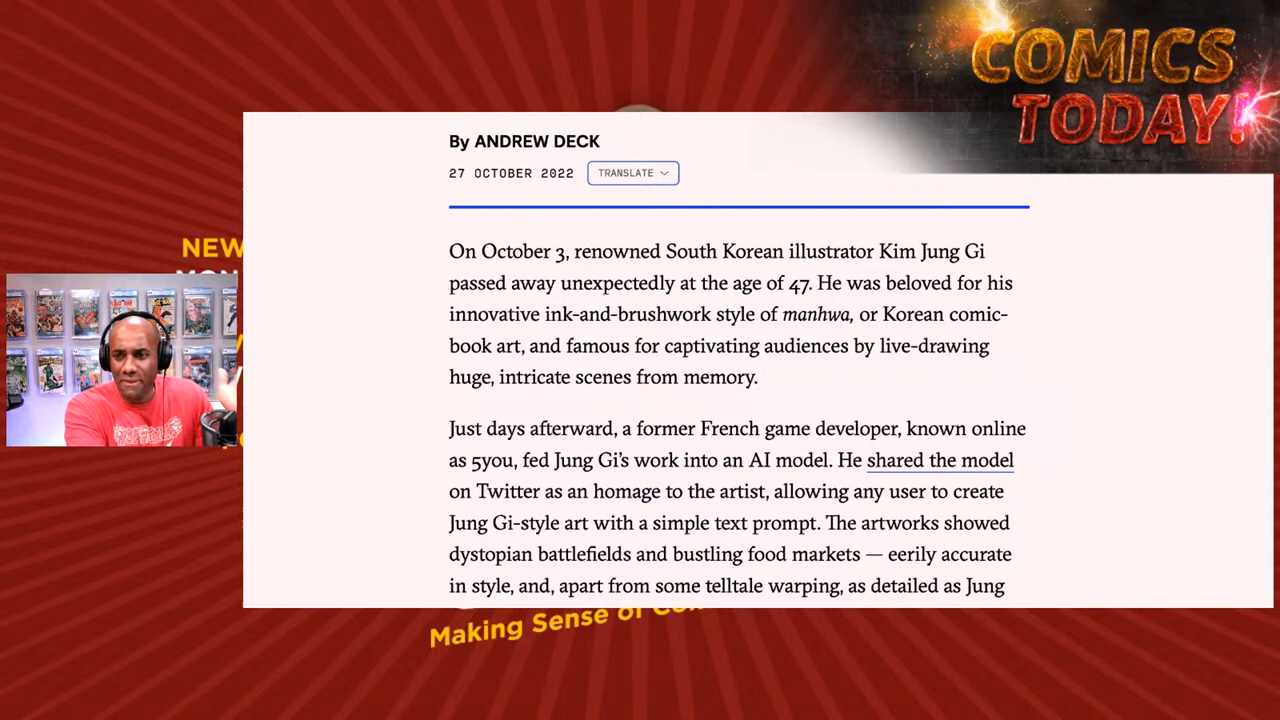 COMICS
TODAY!
By ANDREW DECK
27 OCTOBER 2022 TRANSLATE
On October 3, renowned South Korean illustrator Kim Jung Gi
passed away unexpectedly at the age of 47. He was beloved for his
innovative ink-and-brushwork style of manhwa, or Korean comic-
book art, and famous for captivating audiences by live-drawing
huge, intricate scenes from memory.
Just days afterward, a former French game developer, known online
as 5you, fed Jung Gi's work into an AI model. He shared the model
on Twitter as an homage to the artist, allowing any user to create
Jung Gi-style art with a simple text prompt. The artworks showed
dystopian battlefields and bustling food markets — eerily accurate
in style, and, apart from some telltale warping, as detailed as Jung
NEW
Making Sense of